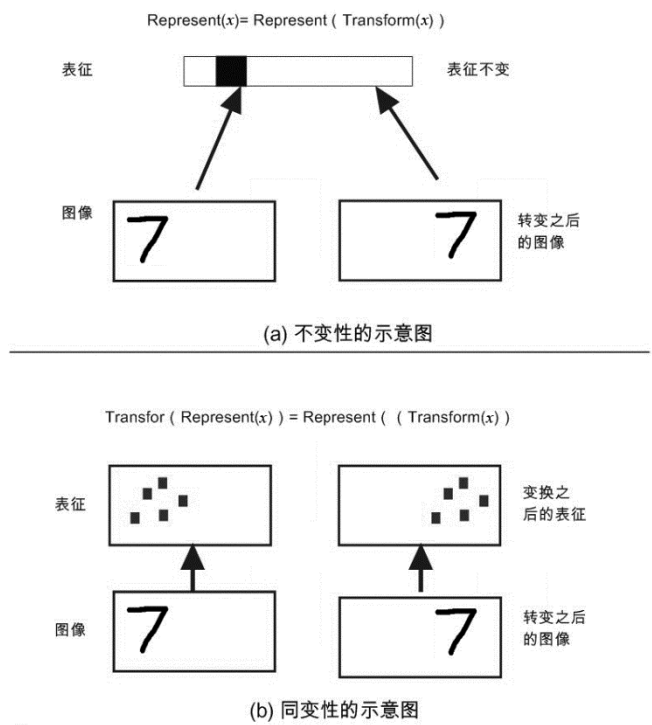 Represent(x)= Represent ( Transform(x) )
表征
表征不变
图像
7
7
转变之后
的图像
(a) 不变性的示意图
Transfor ( Represent(x) ) = Represent ( ( Transform(x) )
表征
变换之
后的表征
图像
7
7
转变之后
的图像
(b) 同变性的示意图